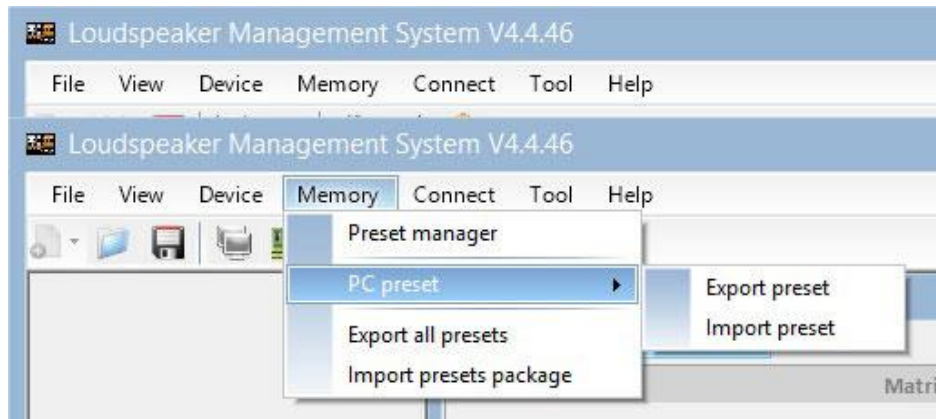 Loudspeaker Management System V4.4.46
File View Device Memory Connect Tool Help
Loudspeaker Management System V4.4.46
File View Device Memory Connect Tool Help
Preset manager
PC preset
Export preset
Import preset
Export all presets
Import presets package